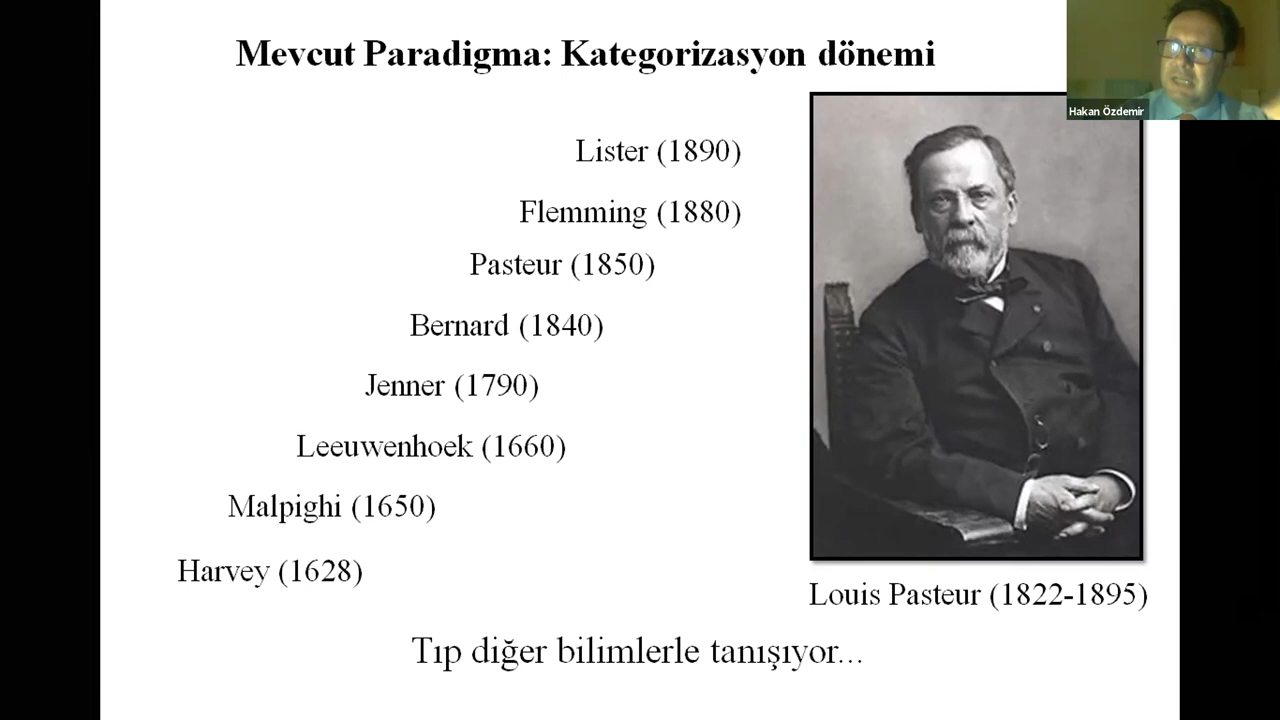 Mevcut Paradigma: Kategorizasyon dönemi
Hakan Özdemir
Lister (1890)
Flemming (1880)
Pasteur (1850)
Bernard (1840)
Jenner (1790)
Leeuwenhoek (1660)
Malpighi (1650)
Harvey (1628)
Louis Pasteur (1822-1895)
Tıp diğer bilimlerle tanışıyor...